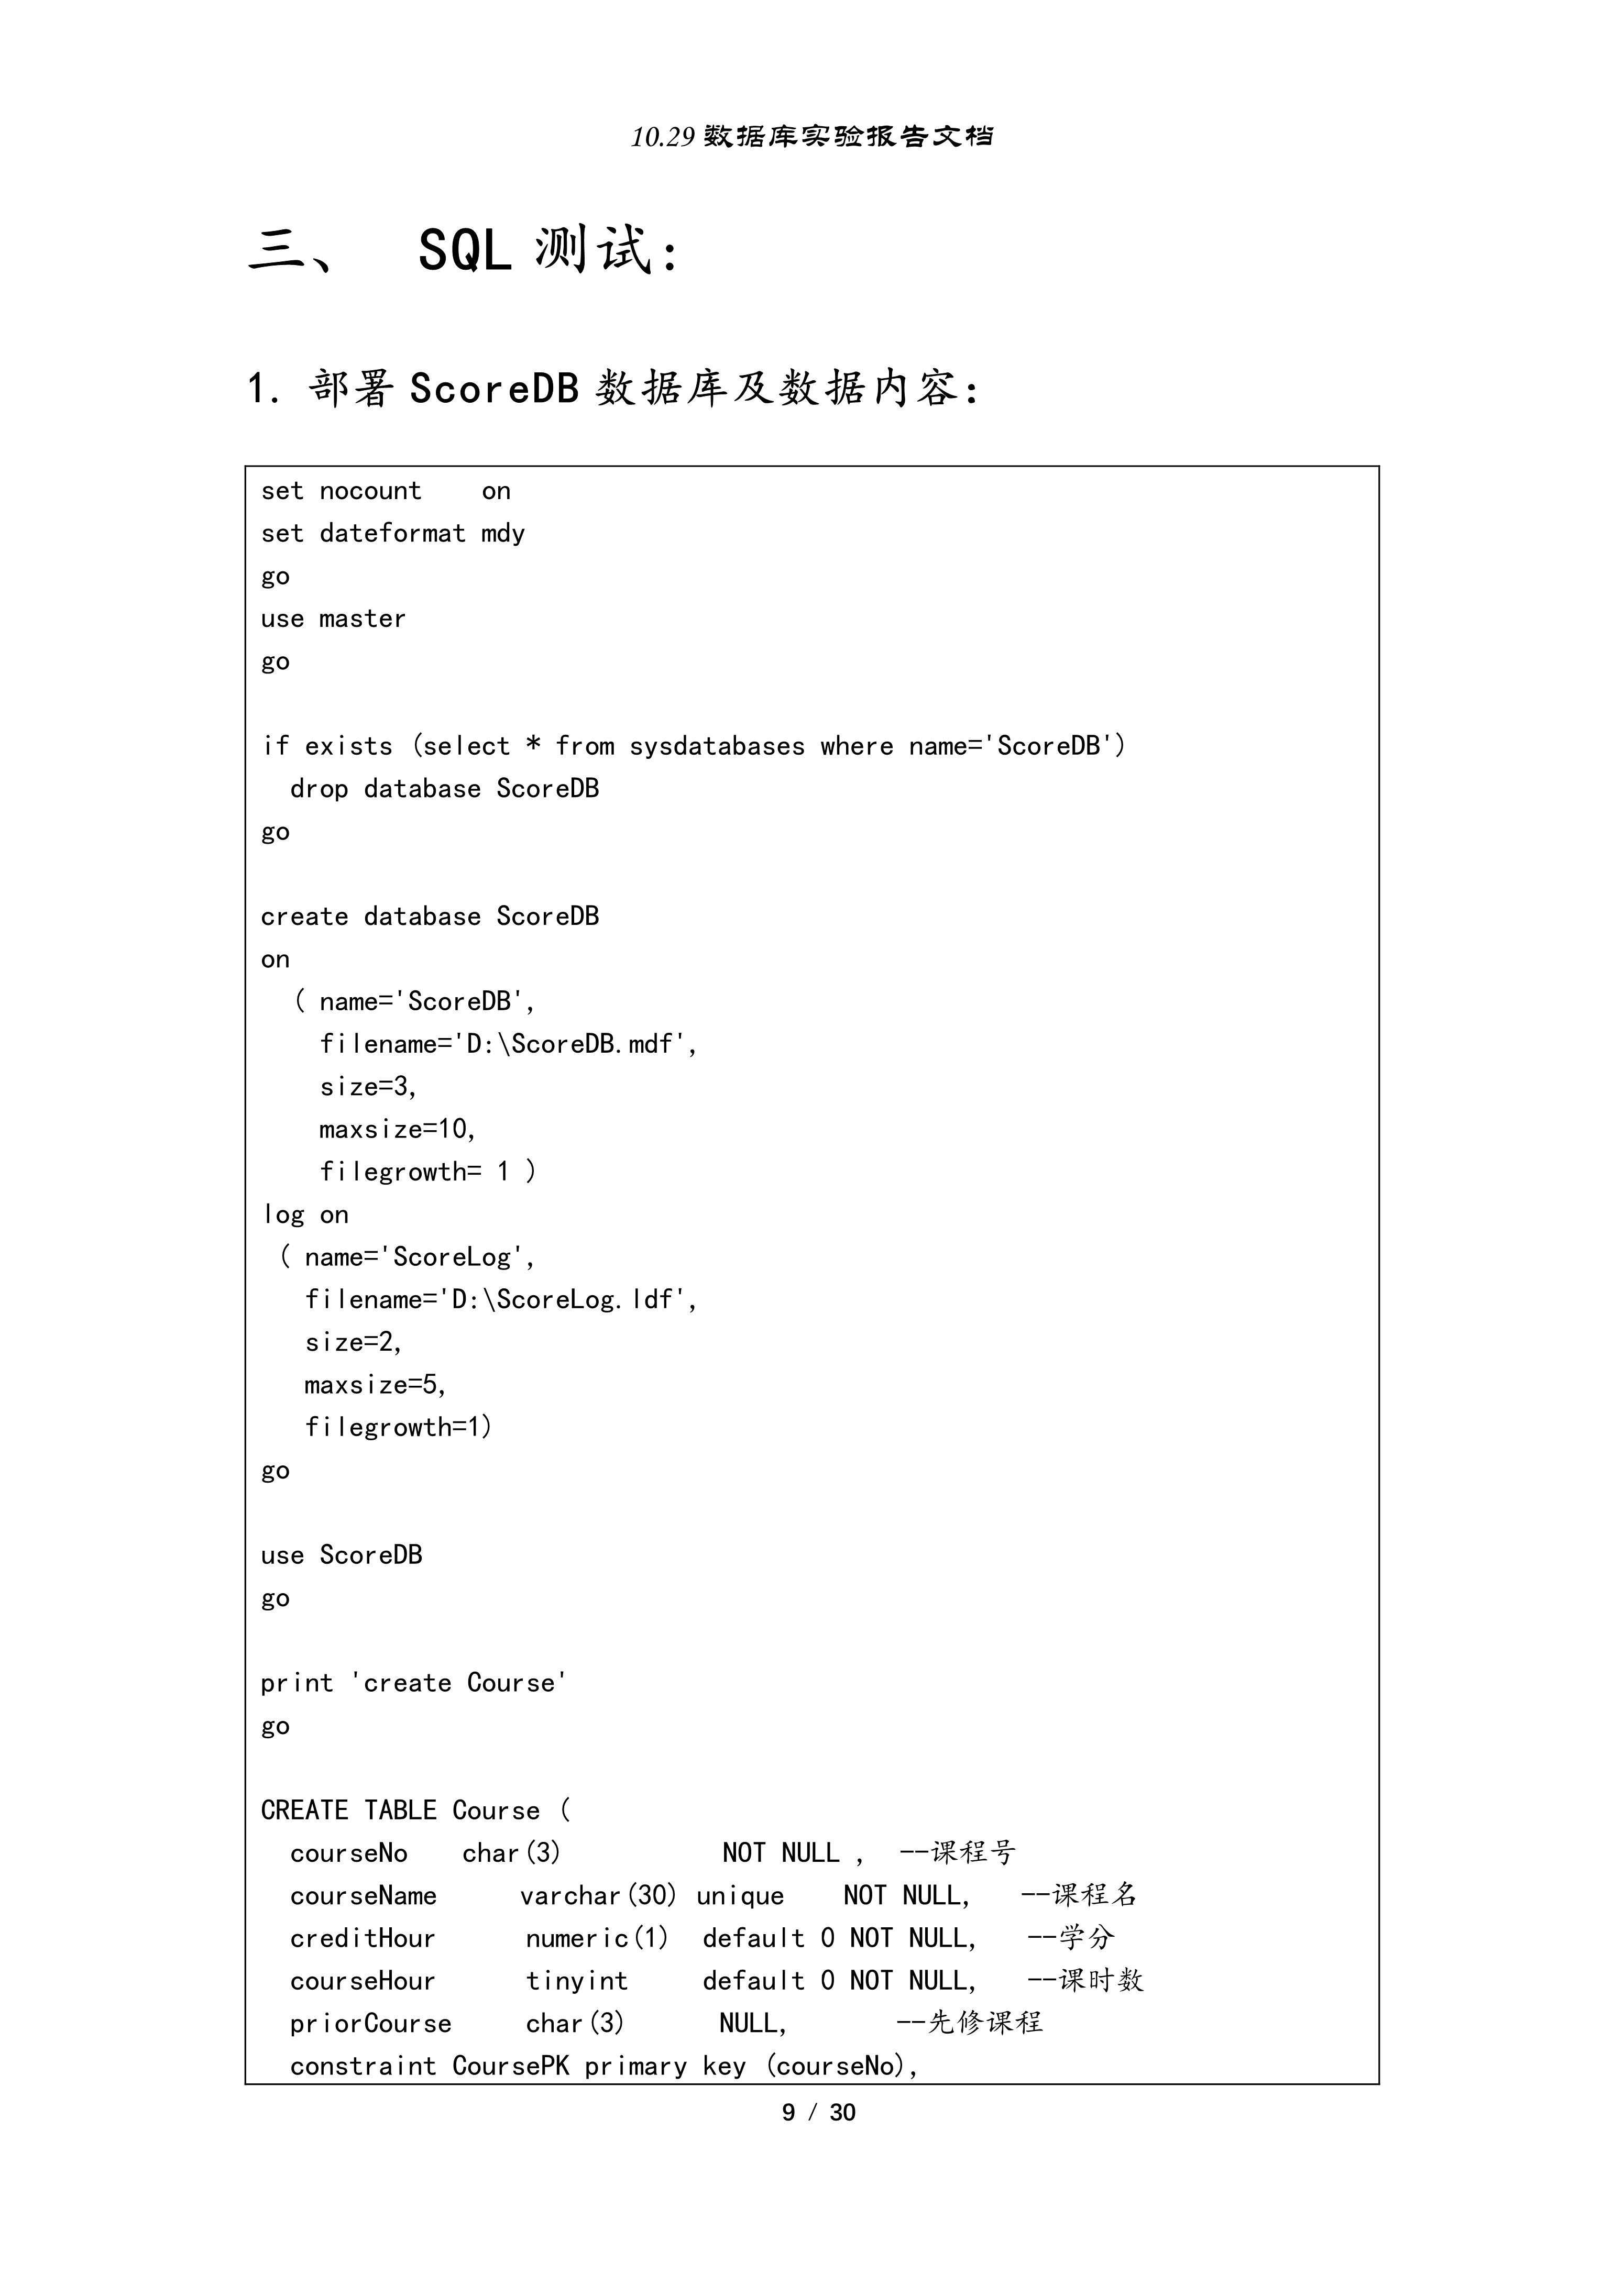 10.29 数据库实验报告文档
三、 SQL 测试:
1. 部署 ScoreDB 数据库及数据内容:
set nocount    on
set dateformat mdy
go
use master
go
if exists (select * from sysdatabases where name='ScoreDB')
  drop database ScoreDB
go
create database ScoreDB
on
  ( name='ScoreDB',
    filename='D:\ScoreDB.mdf',
    size=3,
    maxsize=10,
    filegrowth= 1 )
log on
 ( name='ScoreLog',
   filename='D:\ScoreLog.ldf',
   size=2,
   maxsize=5,
   filegrowth=1)
go
use ScoreDB
go
print 'create Course'
go
CREATE TABLE Course (
  courseNo    char(3)           NOT NULL ,  --课程号
  courseName      varchar(30) unique    NOT NULL,   --课程名
  creditHour      numeric(1)  default 0 NOT NULL,   --学分
  courseHour      tinyint     default 0 NOT NULL,   --课时数
  priorCourse     char(3)      NULL,       --先修课程
  constraint CoursePK primary key (courseNo),
9 / 30